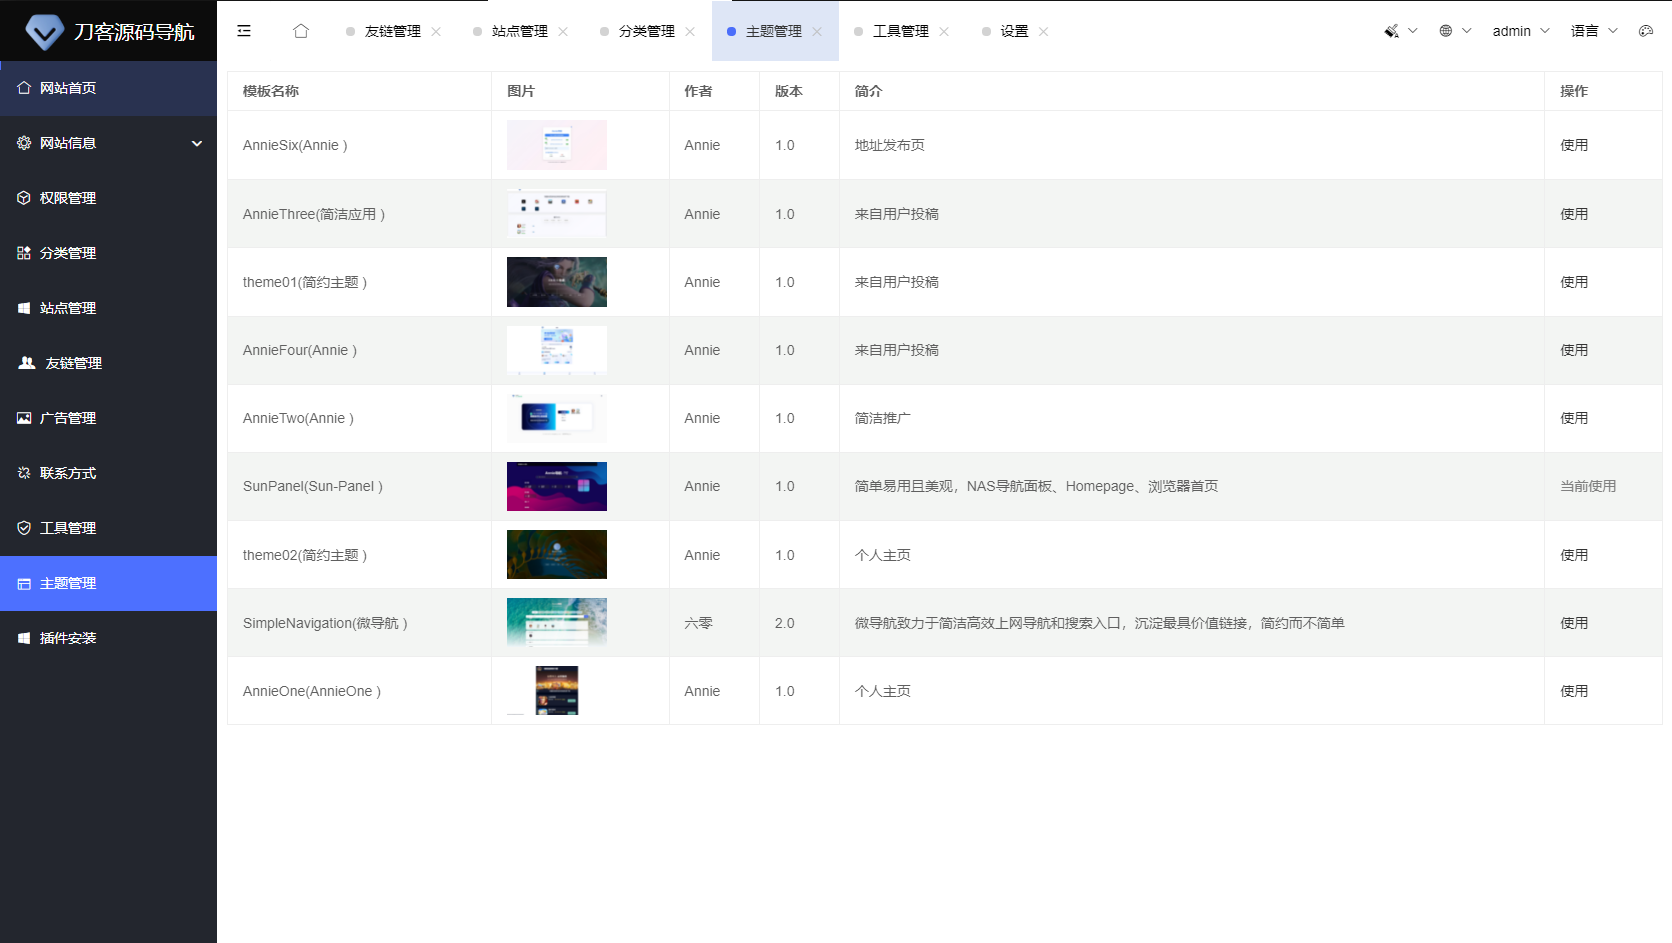 刀客源码导航
友链管理 站点管理 分类管理 主题管理 工具管理 设置 admin 语言
网站首页
网站信息
权限管理
分类管理
站点管理
友链管理
广告管理
联系方式
工具管理
主题管理
插件安装
模板名称 图片 作者 版本 简介 操作
AnnieSix(Annie ) Annie 1.0 地址发布页 使用
AnnieThree(简洁应用 ) Annie 1.0 来自用户投稿 使用
theme01(简约主题 ) Annie 1.0 来自用户投稿 使用
AnnieFour(Annie ) Annie 1.0 来自用户投稿 使用
AnnieTwo(Annie ) Annie 1.0 简洁推广 使用
SunPanel(Sun-Panel ) Annie 1.0 简单易用且美观，NAS导航面板、Homepage、浏览器首页 当前使用
theme02(简约主题 ) Annie 1.0 个人主页 使用
SimpleNavigation(微导航 ) 六零 2.0 微导航致力于简洁高效上网导航和搜索入口，沉淀最具价值链接，简约而不简单 使用
AnnieOne(AnnieOne ) Annie 1.0 个人主页 使用